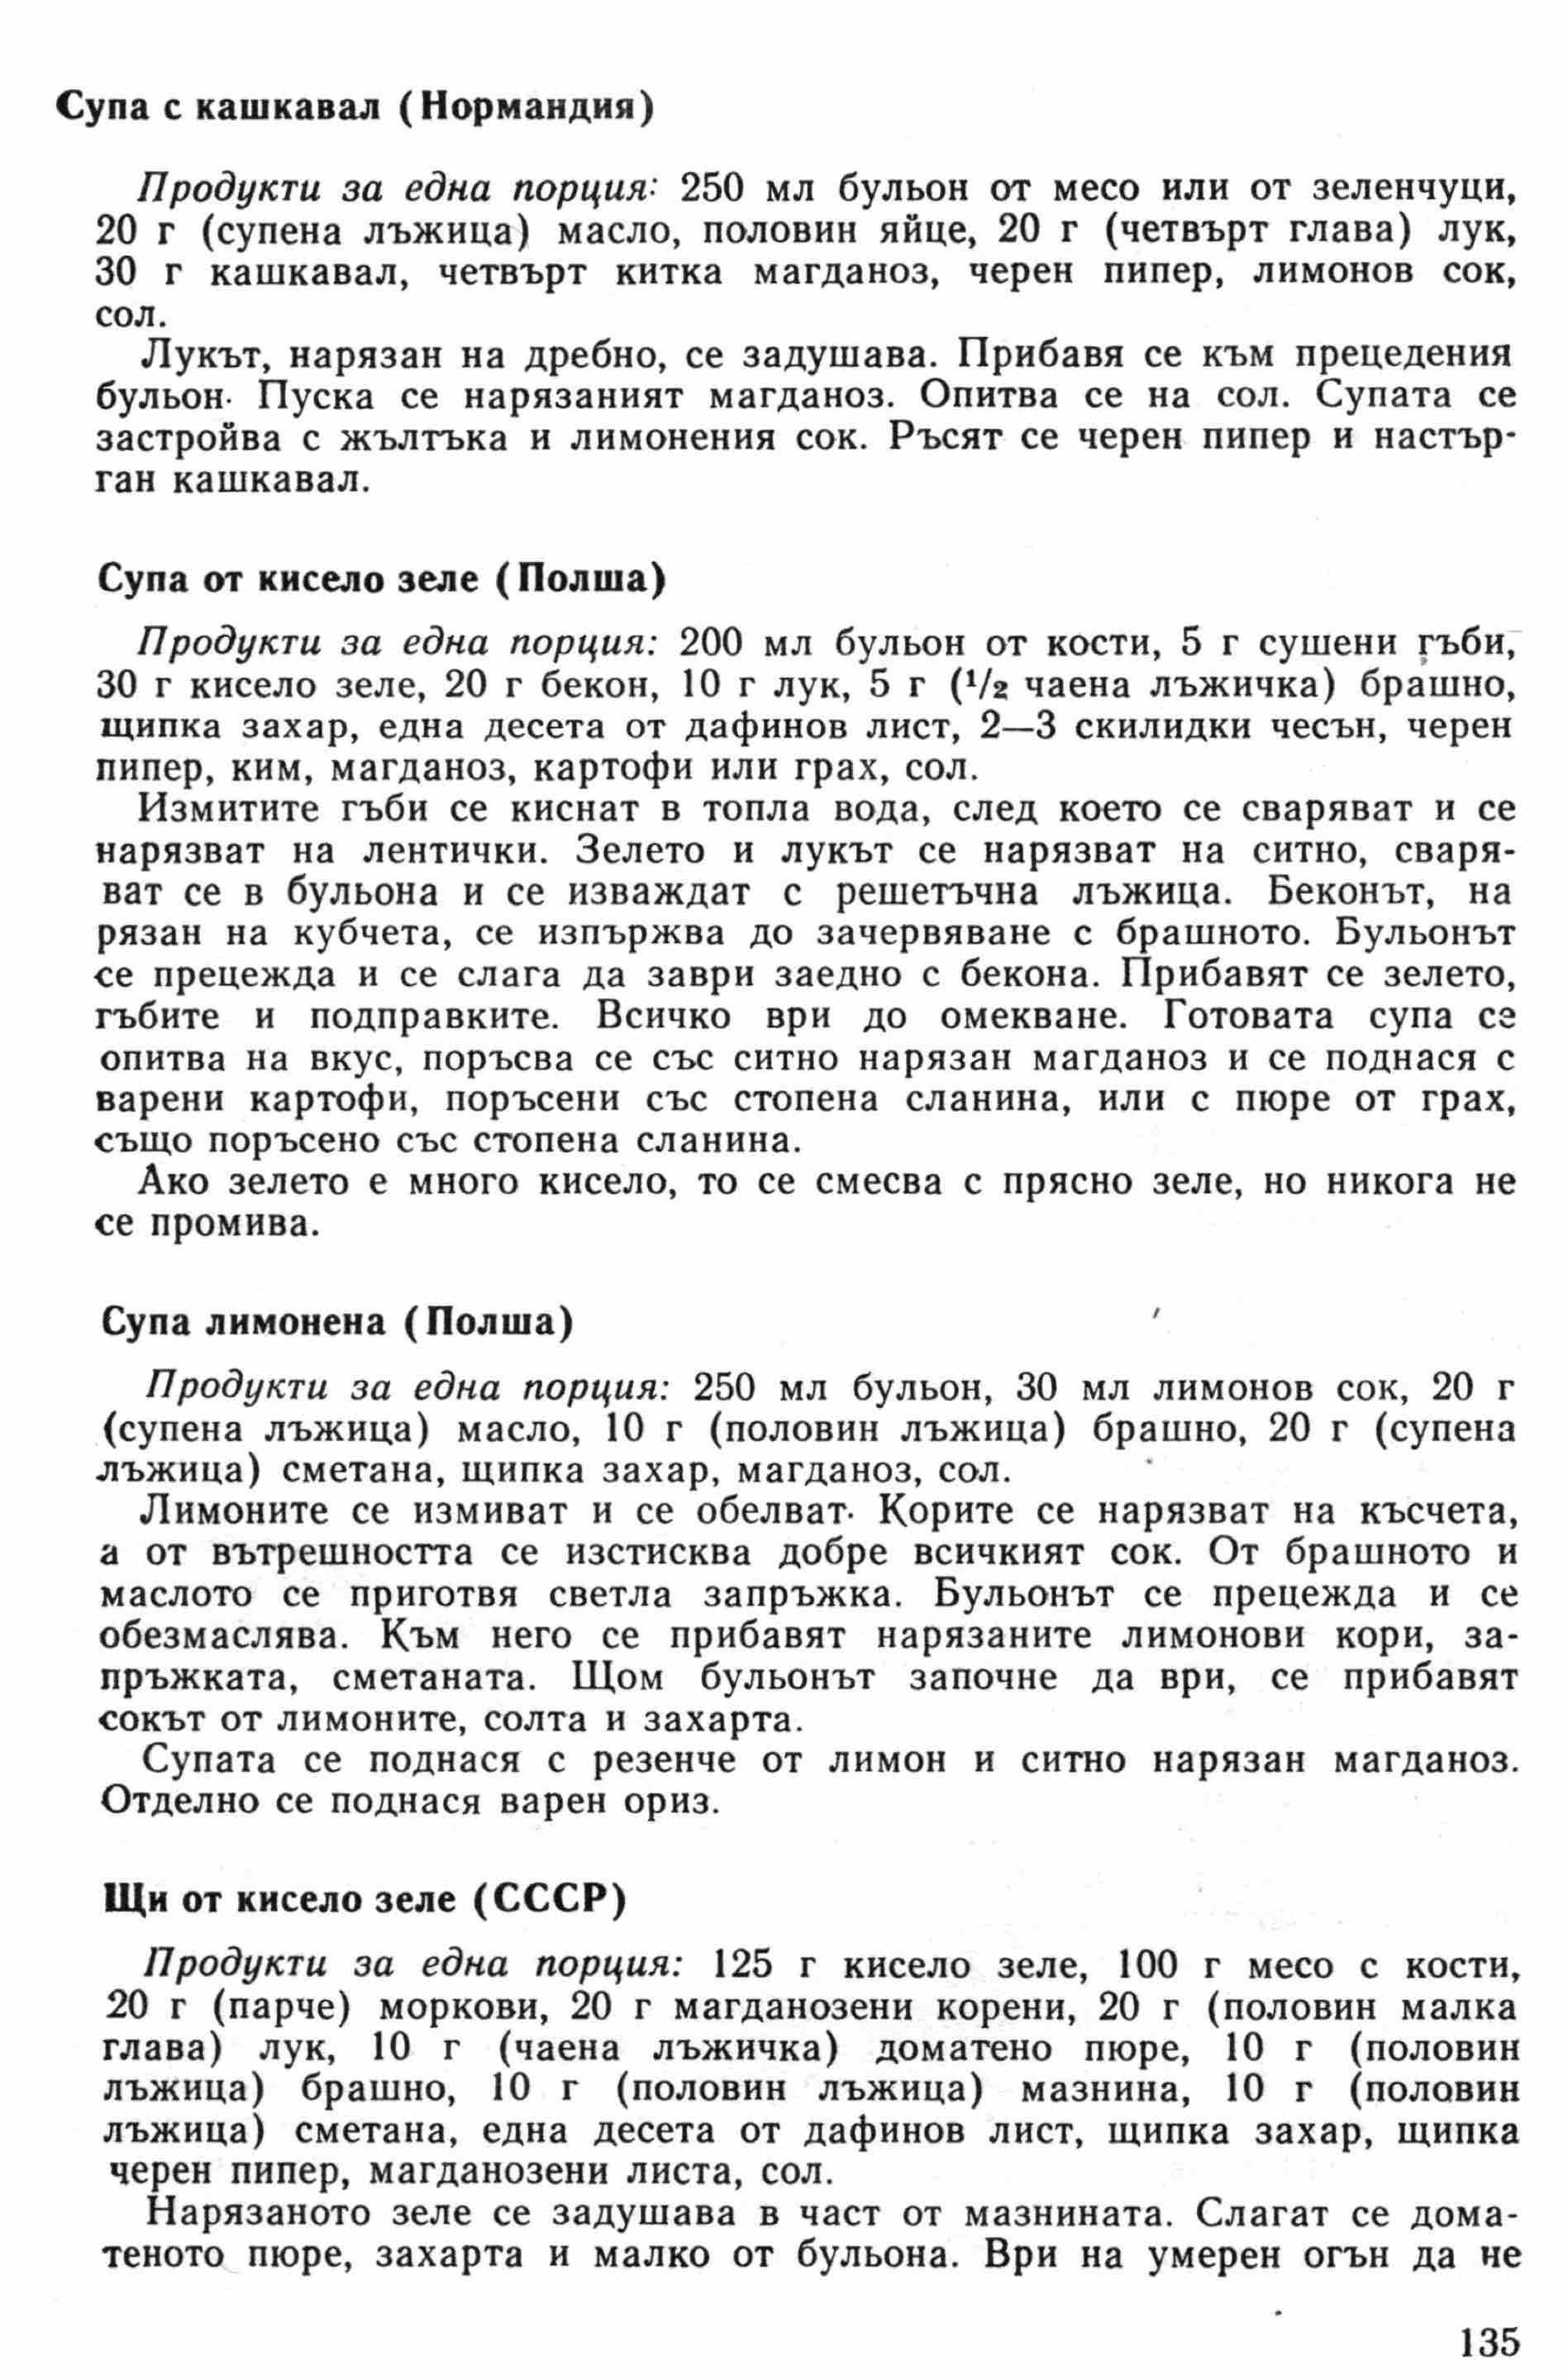 Супа с кашкавал (Нормандия)
Продукти за една порция: 250 мл бульон от месо или от зеленчуци,
20 г (супена лъжица) масло, половин яйце, 20 г (четвърт глава) лук,
30 г кашкавал, четвърт китка магданоз, черен пипер, лимонов сок,
сол.
Лукът, нарязан на дребно, се задушава. Прибавя се към прецедения
бульон. Пуска се нарязаният магданоз. Опитва се на сол. Супата се
застройва с жълтъка и лимонения сок. Ръсят се черен пипер и настър-
ган кашкавал.
Супа от кисело зеле (Полша)
Продукти за една порция: 200 мл бульон от кости, 5 г сушени гъби,
30 г кисело зеле, 20 г бекон, 10 г лук, 5 г (1/2 чаена лъжичка) брашно,
щипка захар, една десета от дафинов лист, 2—3 скилидки чесън, черен
пипер, ким, магданоз, картофи или грах, сол.
Измитите гъби се киснат в топла вода, след което се сваряват и се
нарязват на лентички. Зелето и лукът се нарязват на ситно, сваря-
ват се в бульона и се изваждат с решетъчна лъжица. Беконът, на
рязан на кубчета, се изпържва до зачервяване с брашното. Бульонът
се прецежда и се слага да заври заедно с бекона. Прибавят се зелето,
гъбите и подправките. Всичко ври до омекване. Готовата супа се
опитва на вкус, поръсва се със ситно нарязан магданоз и се поднася с
варени картофи, поръсени със стопена сланина, или с пюре от грах,
също поръсено със стопена сланина.
Ако зелето е много кисело, то се смесва с прясно зеле, но никога не
се промива.
Супа лимонена (Полша)
Продукти за една порция: 250 мл бульон, 30 мл лимонов сок, 20 г
(супена лъжица) масло, 10 г (половин лъжица) брашно, 20 г (супена
лъжица) сметана, щипка захар, магданоз, сол.
Лимоните се измиват и се обелват. Корите се нарязват на късчета,
а от вътрешността се изстисква добре всичкият сок. От брашното и
маслото се приготвя светла запръжка. Бульонът се прецежда и се
обезмаслява. Към него се прибавят нарязаните лимонови кори, за-
пръжката, сметаната. Щом бульонът започне да ври, се прибавят
сокът от лимоните, солта и захарта.
Супата се поднася с резенче от лимон и ситно нарязан магданоз.
Отделно се поднася варен ориз.
Щи от кисело зеле (СССР)
Продукти за една порция: 125 г кисело зеле, 100 г месо с кости,
20 г (парче) моркови, 20 г магданозени корени, 20 г (половин малка
глава) лук, 10 г (чаена лъжичка) доматено пюре, 10 г (половин
лъжица) брашно, 10 г (половин лъжица) мазнина, 10 г (половин
лъжица) сметана, една десета от дафинов лист, щипка захар, щипка
черен пипер, магданозени листа, сол.
Нарязаното зеле се задушава в част от мазнината. Слагат се дома-
теното пюре, захарта и малко от бульона. Ври на умерен огън да не
135